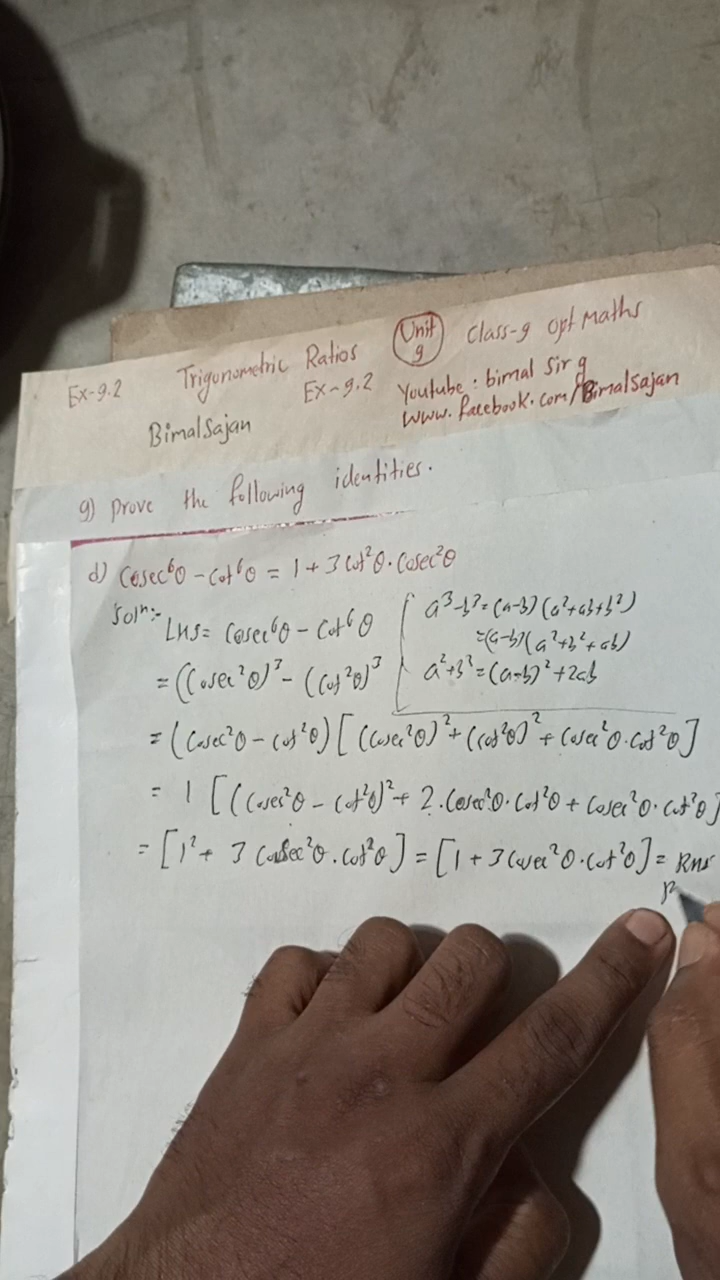 Ex-9.2 Trigonometric Ratios Ex-9.2 Unit 9 Class-9 opt Maths
BimalSajan Youtube : bimal Sir g
www.facebook.com/BimalSajan
9) prove the following identities.
d) Cosec⁶θ - cot⁶θ = 1 + 3 Cot²θ. Cosec²θ
Solⁿ:- LHS = Cosec⁶θ - Cot⁶θ
a³-b³ = (a-b) (a²+ab+b²)
= (a-b) (a²+b²+ab)
a²+b² = (a-b)² + 2ab
= (Cosec²θ)³ - (Cot²θ)³
= (Cosec²θ - cot²θ) [(Cosec²θ)² + (cot²θ)² + Cosec²θ.Cot²θ]
= 1 [(Cosec²θ - Cot²θ)² + 2.Cosec²θ.Cot²θ + Cosec²θ.Cot²θ]
= [1² + 3 Cosec²θ.cot²θ] = [1 + 3 Cosec²θ.Cot²θ] = RHS